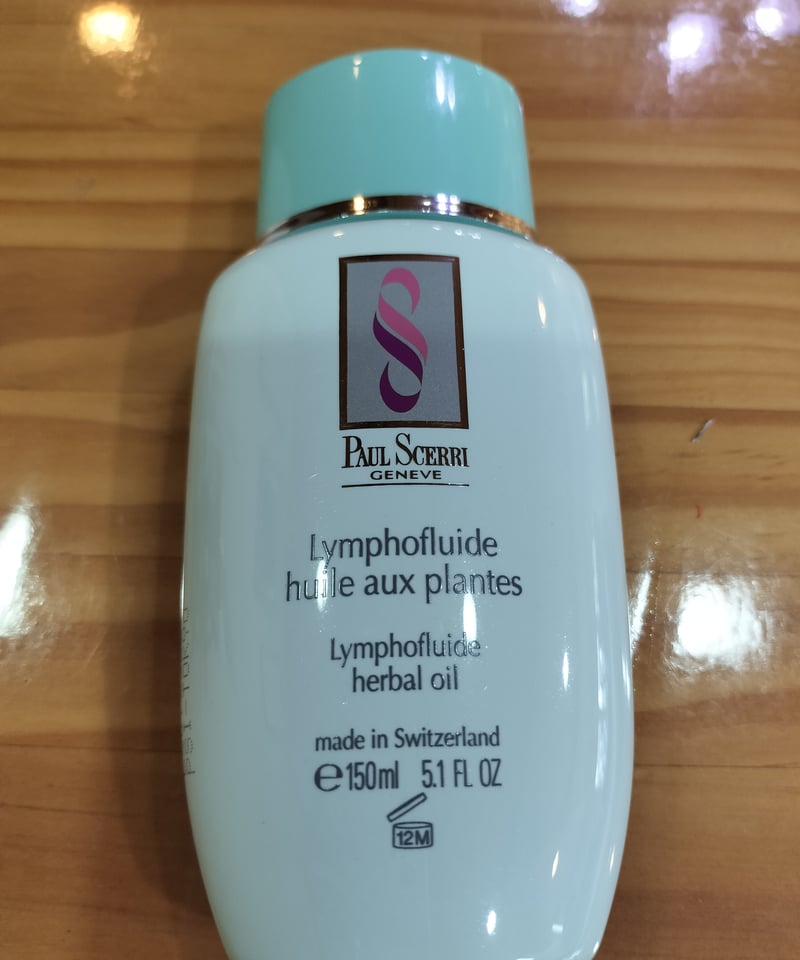 PAUL SCERRI
GENEVE
Lymphofluide
huile aux plantes
Lymphofluide
herbal oil
made in Switzerland
℮150ml 5.1 FL OZ
12M